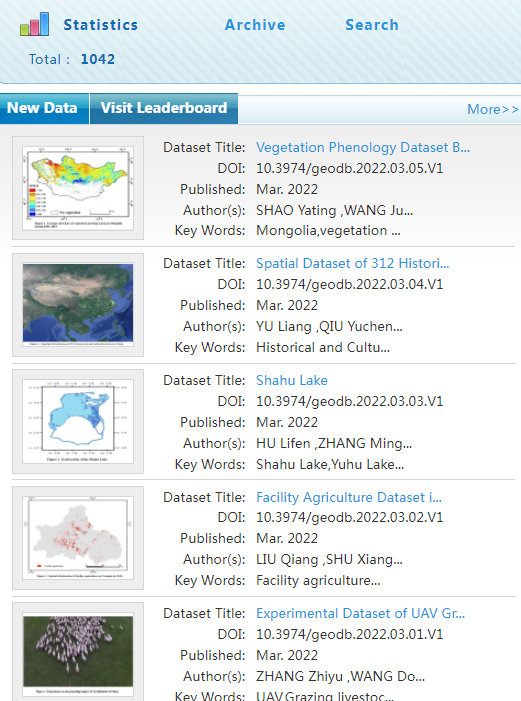 Statistics Archive Search
Total : 1042
New Data Visit Leaderboard More>>
Dataset Title: Vegetation Phenology Dataset B...
DOI: 10.3974/geodb.2022.03.05.V1
Published: Mar. 2022
Author(s): SHAO Yating ,WANG Ju...
Key Words: Mongolia,vegetation ...
Dataset Title: Spatial Dataset of 312 Histori...
DOI: 10.3974/geodb.2022.03.04.V1
Published: Mar. 2022
Author(s): YU Liang ,QIU Yuchen...
Key Words: Historical and Cultu...
Dataset Title: Shahu Lake
DOI: 10.3974/geodb.2022.03.03.V1
Published: Mar. 2022
Author(s): HU Lifen ,ZHANG Ming...
Key Words: Shahu Lake,Yuhu Lake...
Dataset Title: Facility Agriculture Dataset i...
DOI: 10.3974/geodb.2022.03.02.V1
Published: Mar. 2022
Author(s): LIU Qiang ,SHU Xiang...
Key Words: Facility agriculture...
Dataset Title: Experimental Dataset of UAV Gr...
DOI: 10.3974/geodb.2022.03.01.V1
Published: Mar. 2022
Author(s): ZHANG Zhiyu ,WANG Do...
Key Words: UAV,Grazing livestoc...